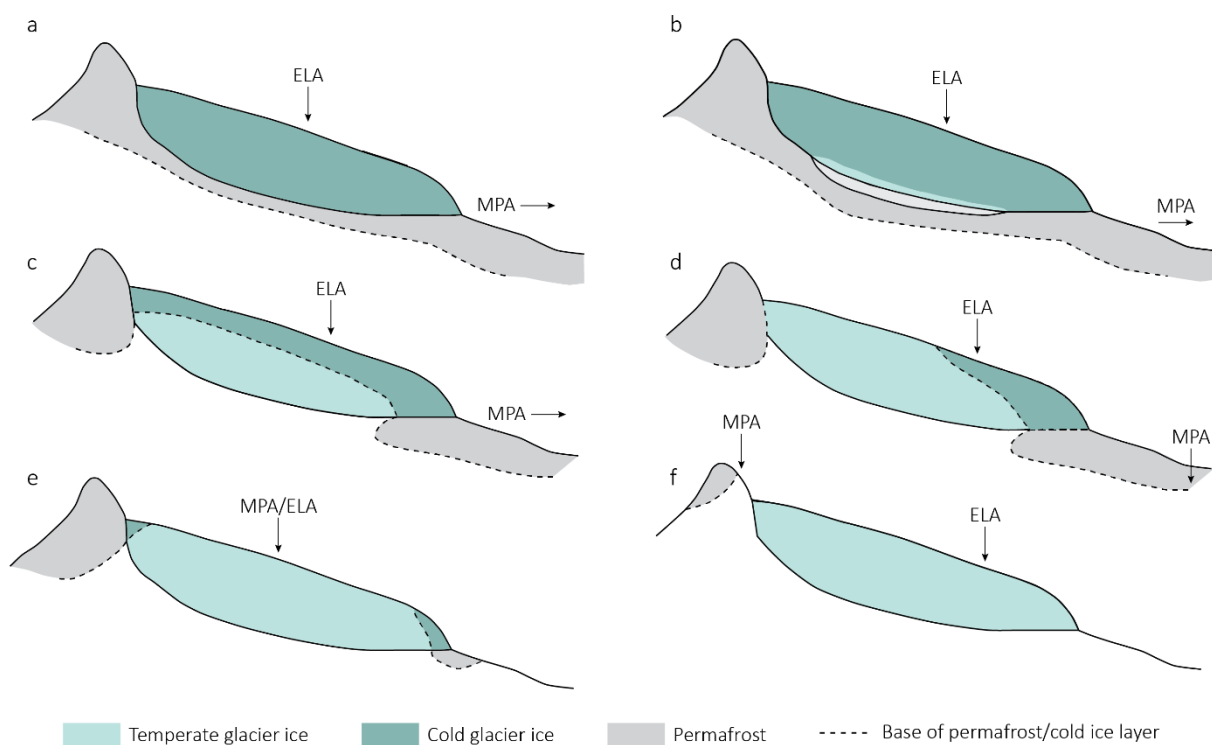 a
ELA
MPA
b
ELA
MPA
c
ELA
MPA
d
ELA
MPA
e
MPA/ELA
f
MPA
ELA
Temperate glacier ice
Cold glacier ice
Permafrost
Base of permafrost/cold ice layer